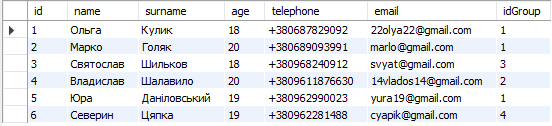 id name surname age telephone email idGroup
1 Ольга Кулик 18 +380687829092 22olya22@gmail.com 1
2 Марко Голяк 20 +380689093991 marlo@gmail.com 1
3 Святослав Шильков 18 +380968240912 svyat@gmail.com 3
4 Владислав Шалавило 20 +3809611876630 14vlados14@gmail.com 2
5 Юра Даніловський 19 +380962990023 yura19@gmail.com 1
6 Северин Цяпка 19 +380962281488 cyapik@gmail.com 4